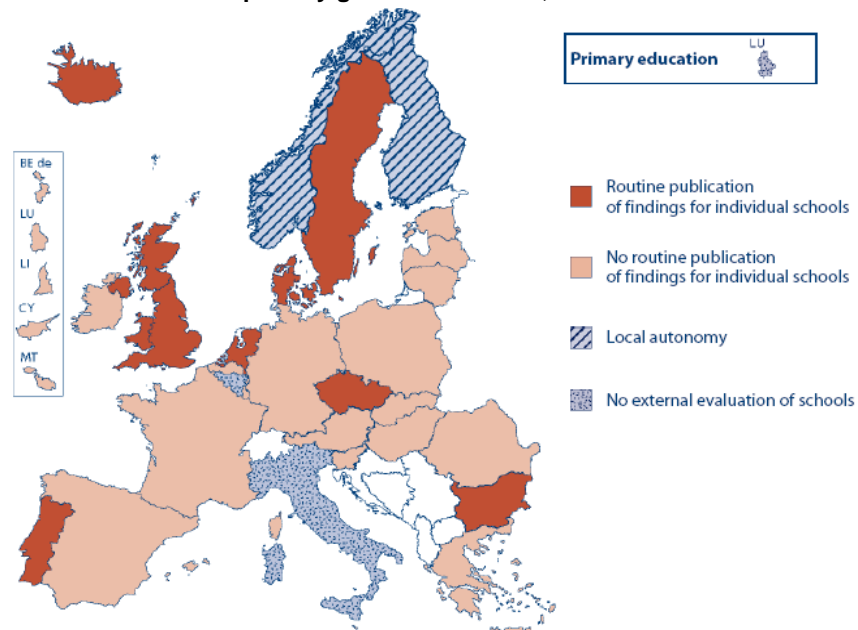 LU
Primary education
BE de
LU
LI
CY
MT
Routine publication
of findings for individual schools
No routine publication
of findings for individual schools
Local autonomy
No external evaluation of schools